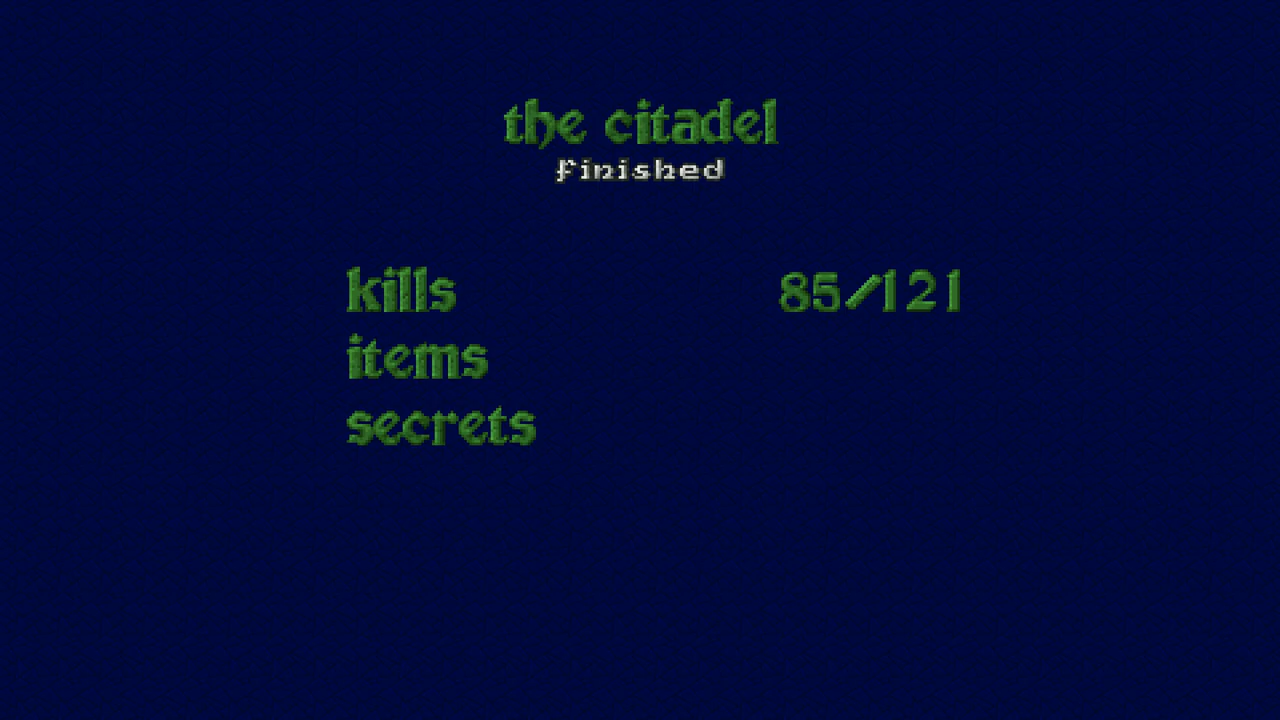 the citadel
finished
kills 85/121
items
secrets